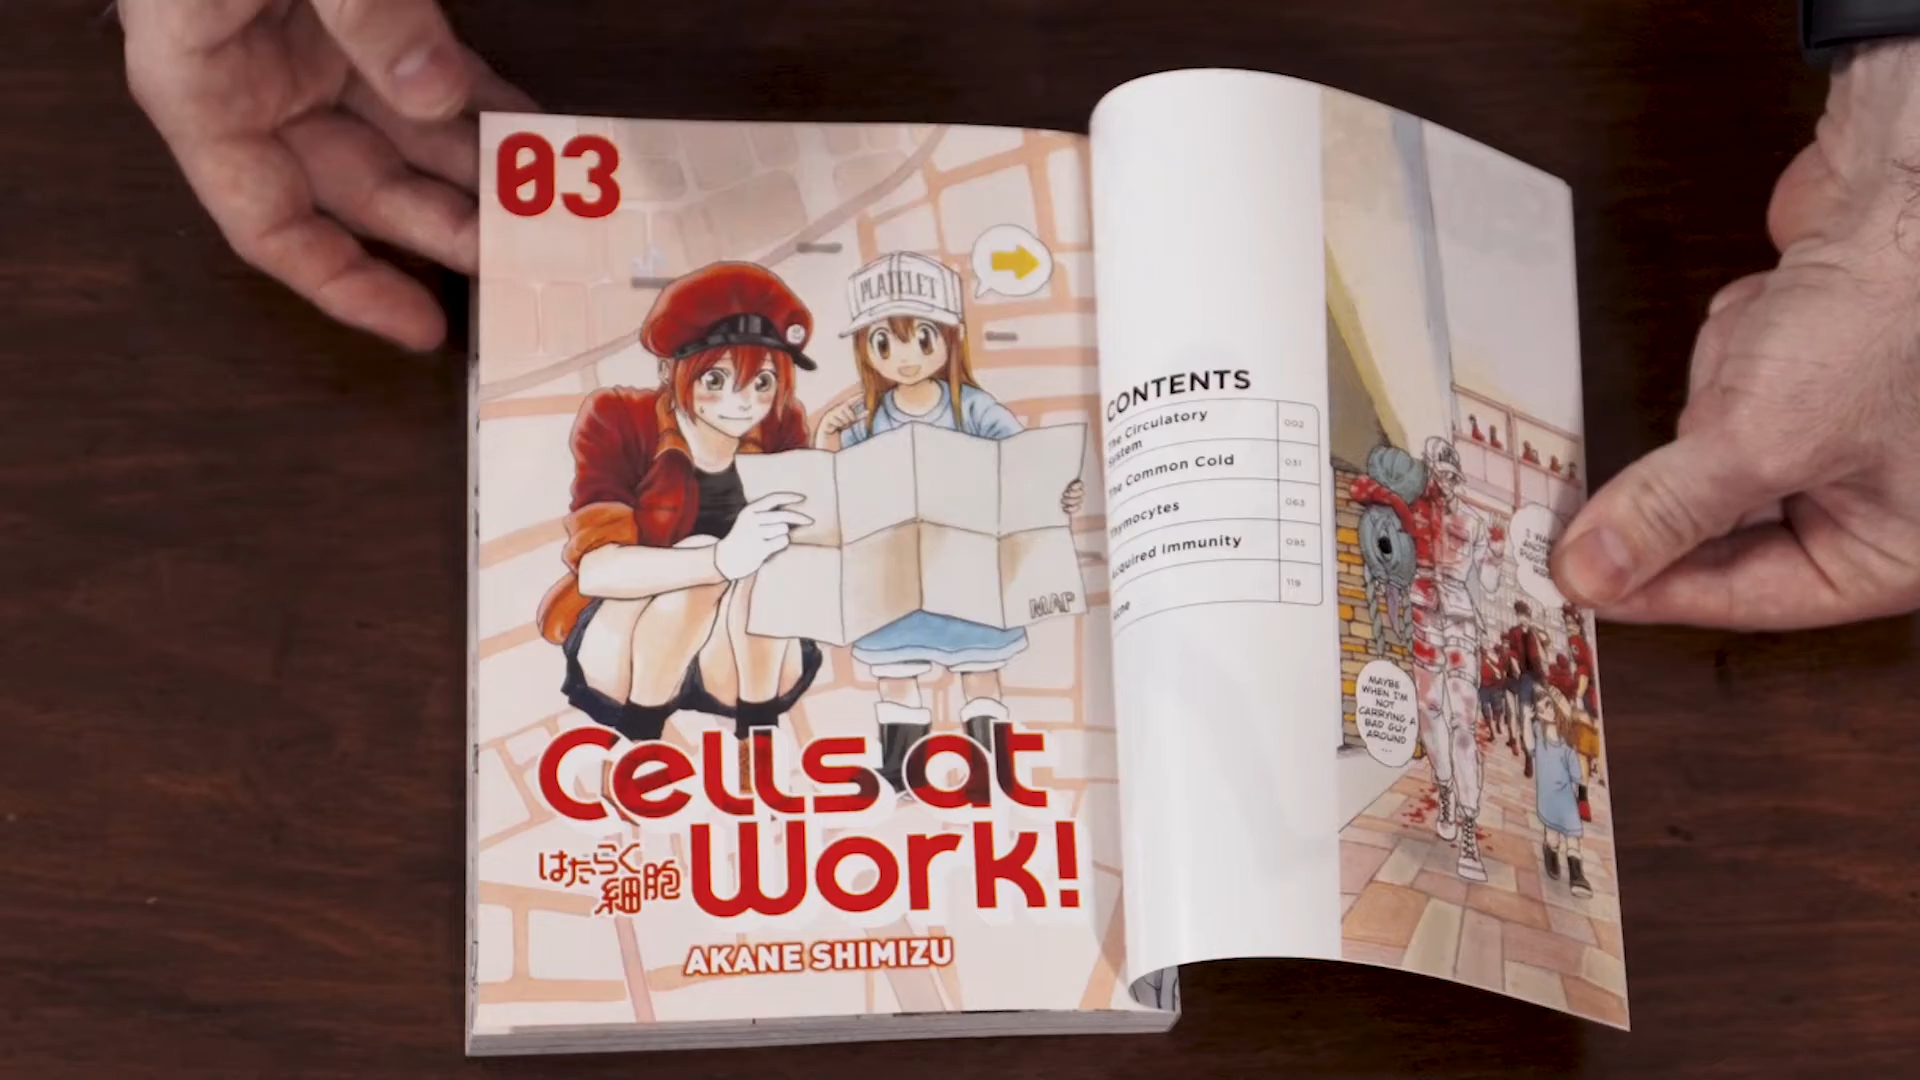 03
PLATELET
MAP
Cells at
Work!
はたらく
細胞
AKANE SHIMIZU
CONTENTS
The Circulatory 002
System
The Common Cold 031
Thymocytes 063
Acquired Immunity 095
119
MAYBE
WHEN I'M
NOT
CARRYING A
BAD GUY
AROUND
...